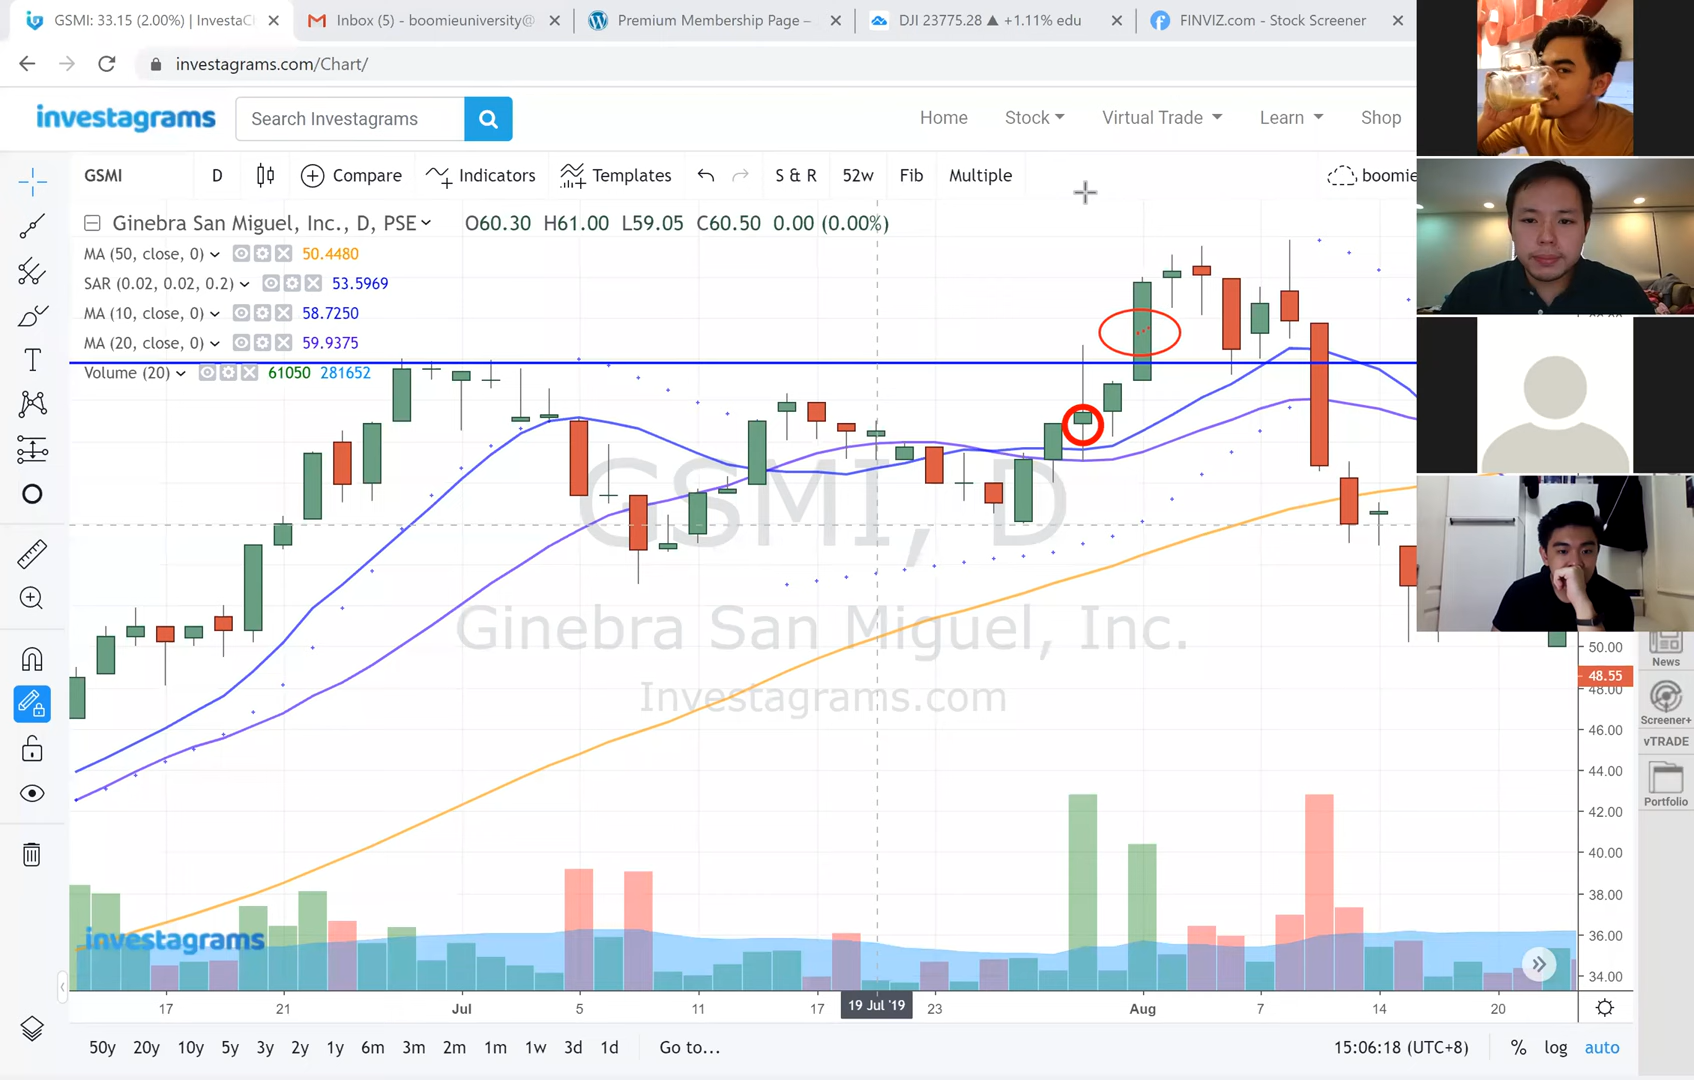 GSMI: 33.15 (2.00%) | InvestaC
Inbox (5) - boomieuniversity@
Premium Membership Page –
DJI 23775.28 ▲ +1.11% edu
FINVIZ.com - Stock Screener
investagrams.com/Chart/
investagrams
Search Investagrams
Home
Stock
Virtual Trade
Learn
Shop
GSMI
D
Compare
Indicators
Templates
S & R
52w
Fib
Multiple
boomie
Ginebra San Miguel, Inc., D, PSE
O60.30 H61.00 L59.05 C60.50 0.00 (0.00%)
MA (50, close, 0) 50.4480
SAR (0.02, 0.02, 0.2) 53.5969
MA (10, close, 0) 58.7250
MA (20, close, 0) 59.9375
Volume (20) 61050 281652
GSMI, D
Ginebra San Miguel, Inc.
Investagrams.com
50.00
48.55
48.00
46.00
44.00
42.00
40.00
38.00
36.00
34.00
News
Screener+
vTRADE
Portfolio
investagrams
17
21
Jul
5
11
17
19 Jul '19
23
Aug
7
14
20
50y
20y
10y
5y
3y
2y
1y
6m
3m
2m
1m
1w
3d
1d
Go to...
15:06:18 (UTC+8)
%
log
auto